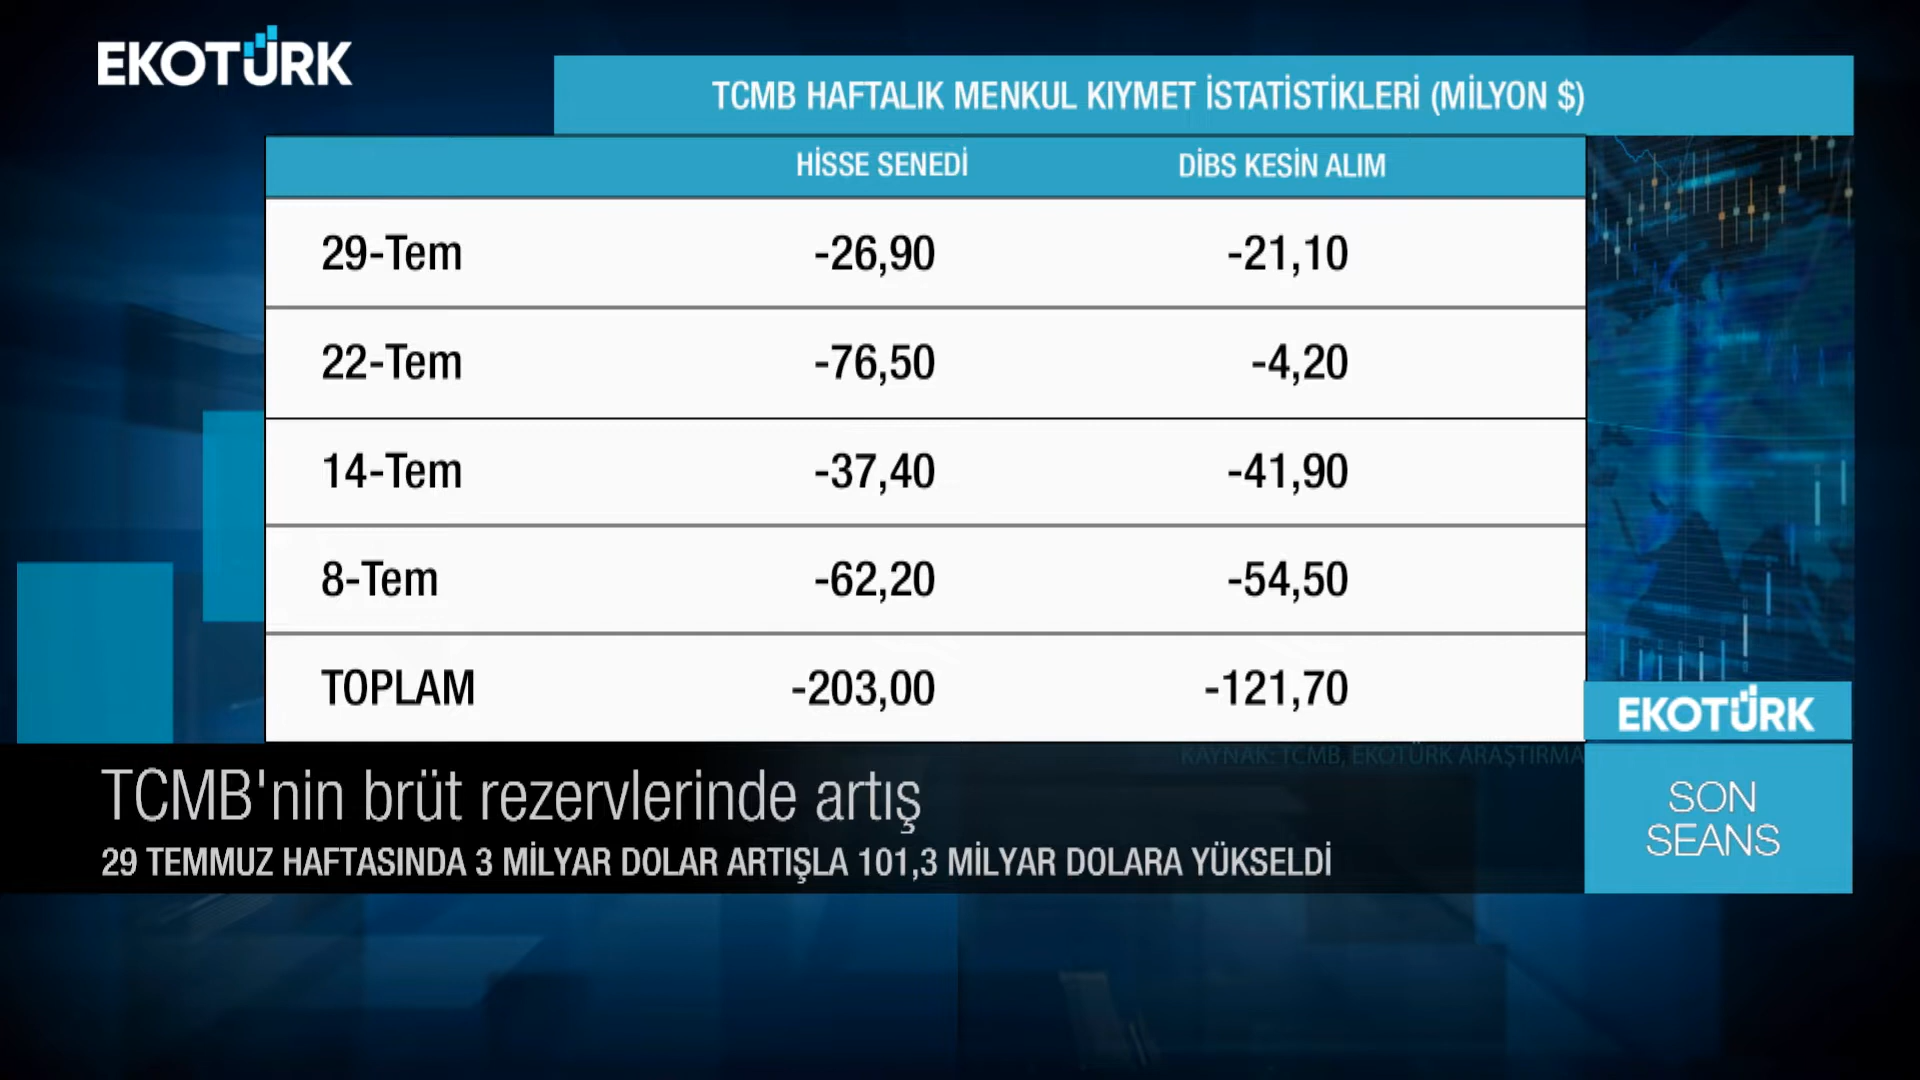 EKOTÜRK
TCMB HAFTALIK MENKUL KIYMET İSTATİSTİKLERİ (MİLYON $)
HİSSE SENEDİ DİBS KESİN ALIM
29-Tem -26,90 -21,10
22-Tem -76,50 -4,20
14-Tem -37,40 -41,90
8-Tem -62,20 -54,50
TOPLAM -203,00 -121,70
EKOTÜRK
KAYNAK: TCMB, EKOTÜRK ARAŞTIRMA
TCMB'nin brüt rezervlerinde artış
29 TEMMUZ HAFTASINDA 3 MİLYAR DOLAR ARTIŞLA 101,3 MİLYAR DOLARA YÜKSELDİ
SON
SEANS